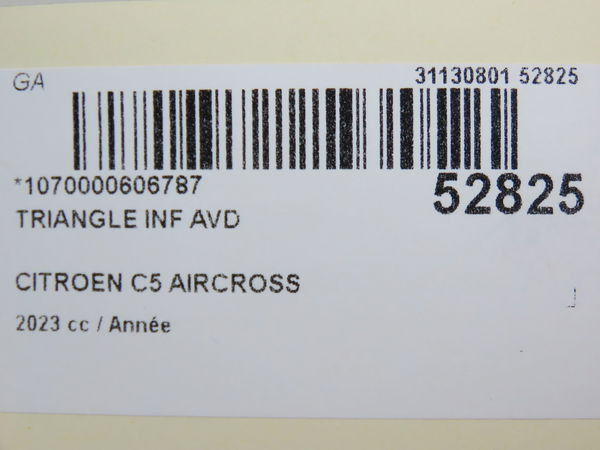 GA
31130801 52825
*1070000606787
52825
TRIANGLE INF AVD
CITROEN C5 AIRCROSS
2023 cc / Année